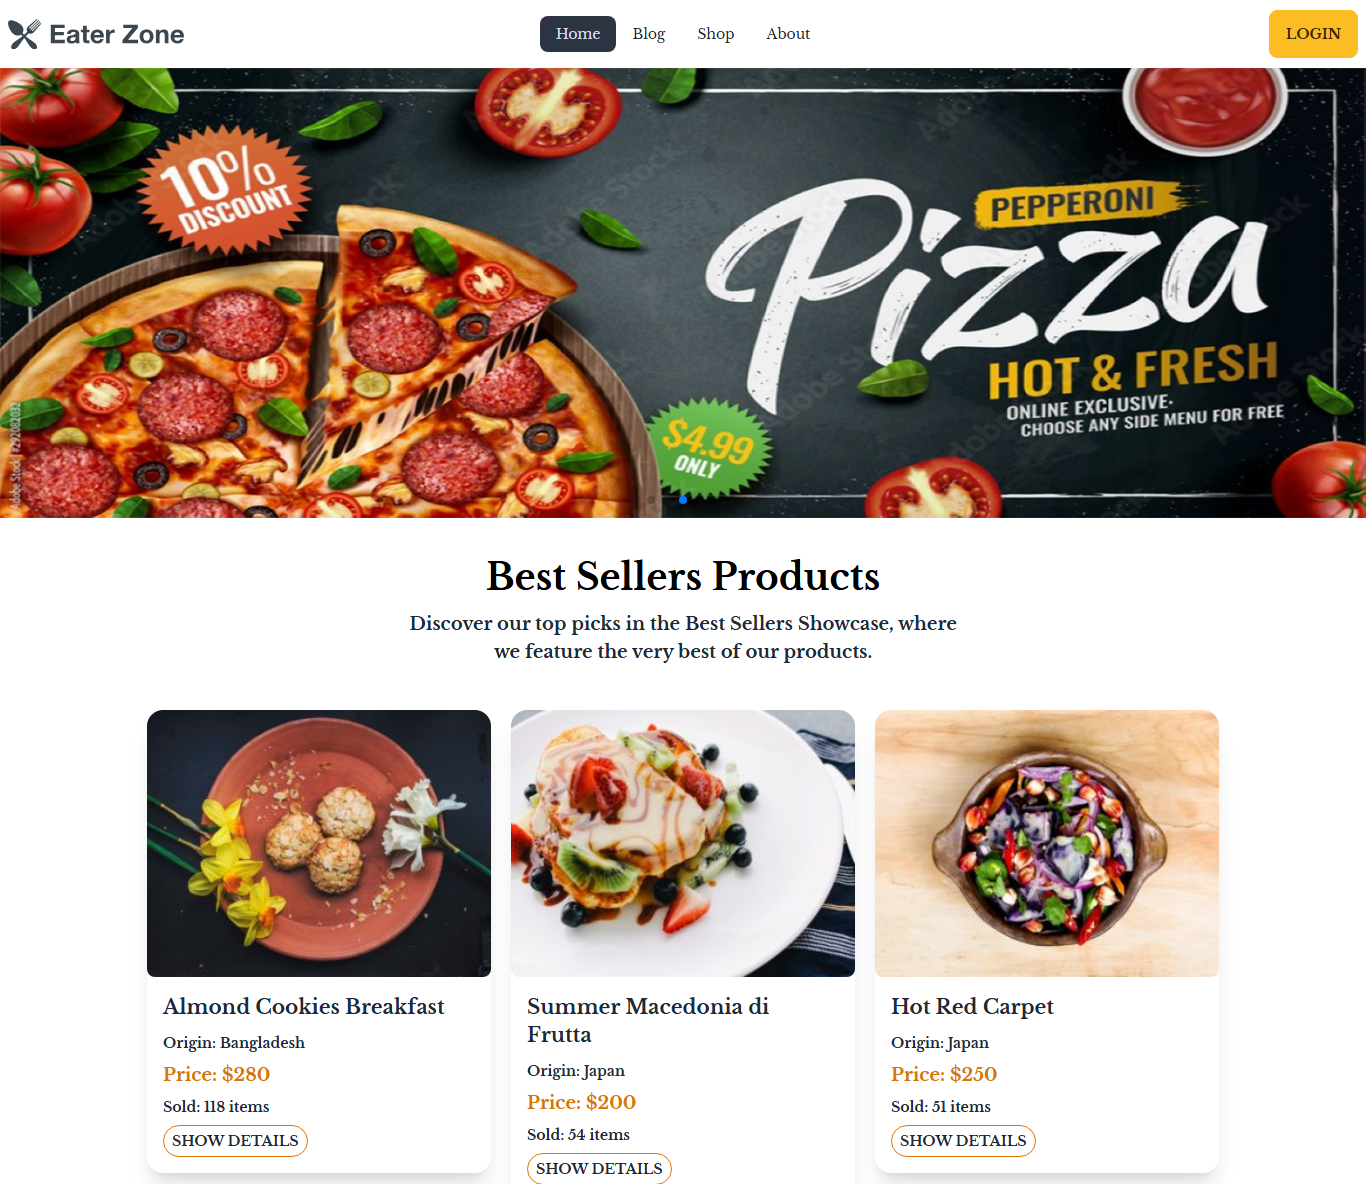 Eater Zone
Home
Blog
Shop
About
LOGIN
10%
DISCOUNT
PEPPERONI
Pizza
HOT & FRESH
ONLINE EXCLUSIVE·
CHOOSE ANY SIDE MENU FOR FREE
$4.99
ONLY
Adobe Stock | #292082032
Best Sellers Products
Discover our top picks in the Best Sellers Showcase, where
we feature the very best of our products.
Almond Cookies Breakfast
Origin: Bangladesh
Price: $280
Sold: 118 items
SHOW DETAILS
Summer Macedonia di
Frutta
Origin: Japan
Price: $200
Sold: 54 items
SHOW DETAILS
Hot Red Carpet
Origin: Japan
Price: $250
Sold: 51 items
SHOW DETAILS